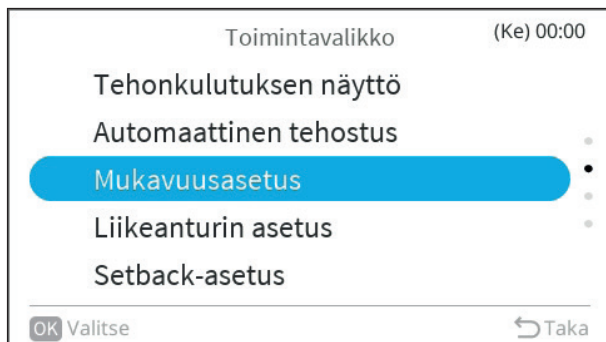 Toimintavalikko (Ke) 00:00
Tehonkulutuksen näyttö
Automaattinen tehostus
Mukavuusasetus
Liikeanturin asetus
Setback-asetus
OK Valitse Taka